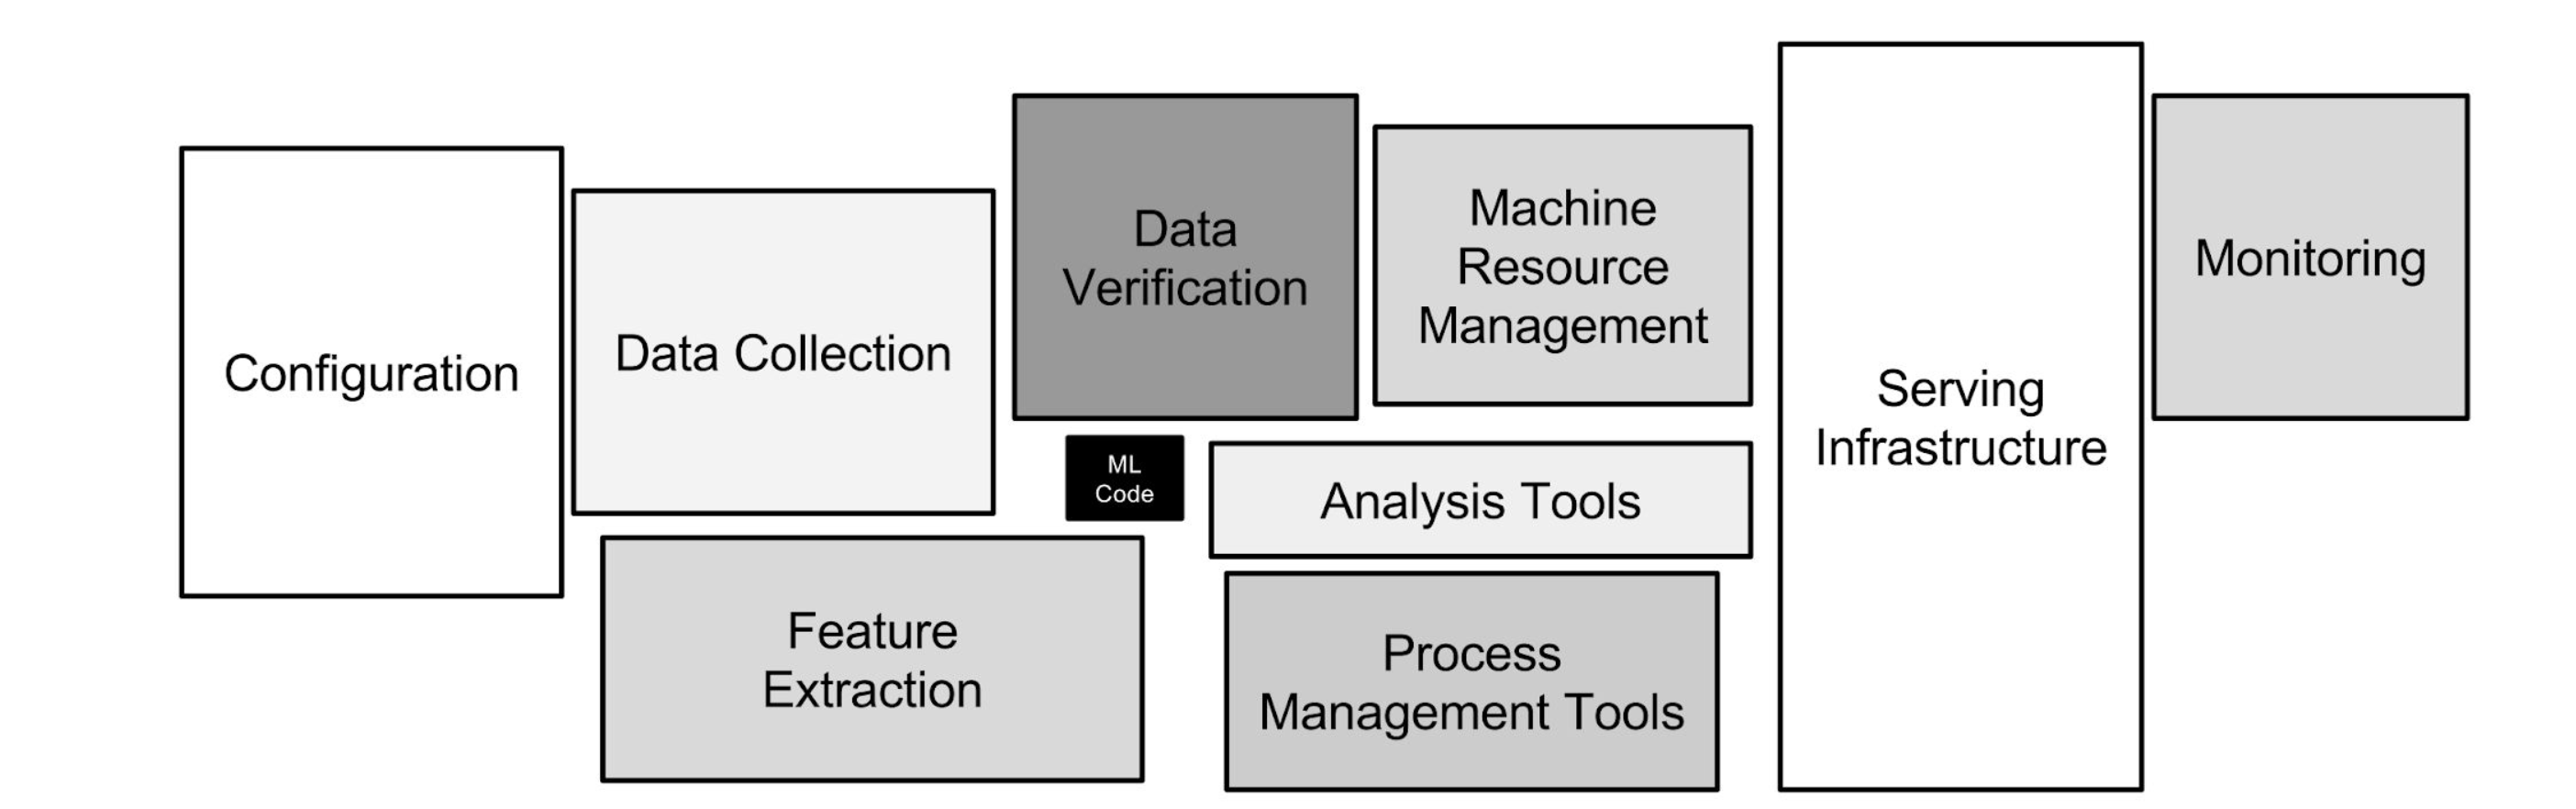 Configuration
Data Collection
Feature
Extraction
Data
Verification
ML
Code
Machine
Resource
Management
Analysis Tools
Process
Management Tools
Serving
Infrastructure
Monitoring